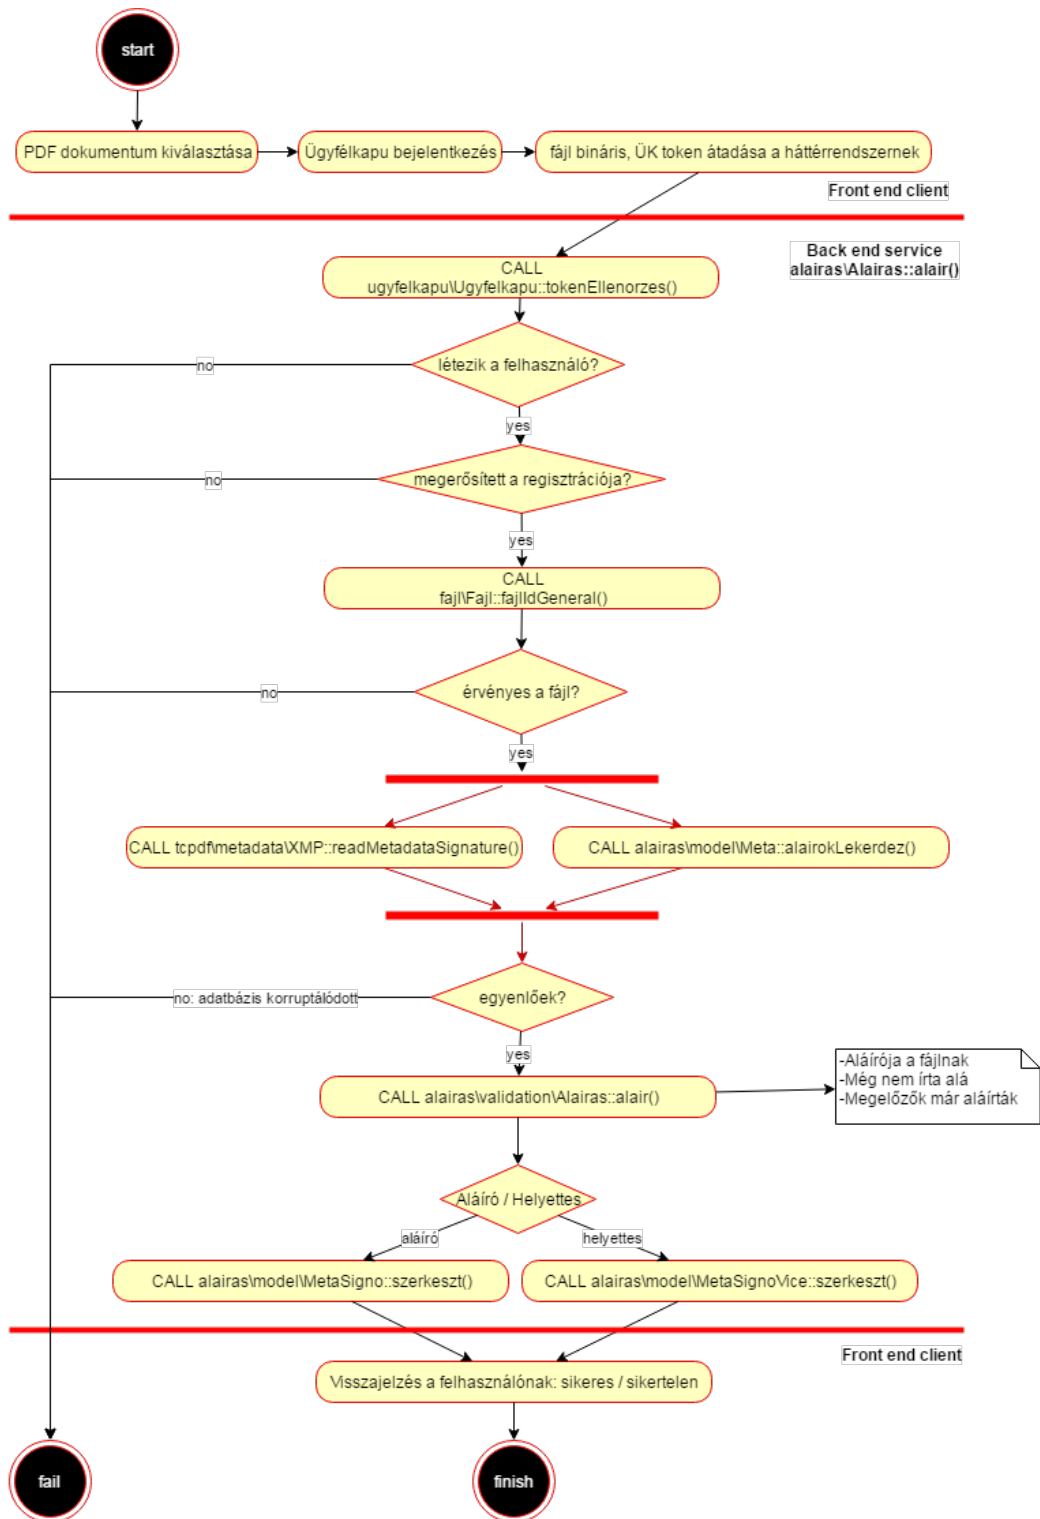 start
PDF dokumentum kiválasztása
Ügyfélkapu bejelentkezés
fájl bináris, ÜK token átadása a háttérrendszernek
Front end client
Back end service
alairas\Alairas::alair()
CALL
ugyfelkapu\Ugyfelkapu::tokenEllenorzes()
létezik a felhasználó?
no
yes
megerősített a regisztrációja?
no
yes
CALL
fajl\Fajl::fajlIdGeneral()
érvényes a fájl?
no
yes
CALL tcpdf\metadata\XMP::readMetadataSignature()
CALL alairas\model\Meta::alairokLekerdez()
egyenlőek?
no: adatbázis korruptálódott
yes
CALL alairas\validation\Alairas::alair()
-Aláírója a fájlnak
-Még nem írta alá
-Megelőzők már aláírták
Aláíró / Helyettes
aláíró
helyettes
CALL alairas\model\MetaSigno::szerkeszt()
CALL alairas\model\MetaSignoVice::szerkeszt()
Front end client
Visszajelzés a felhasználónak: sikeres / sikertelen
fail
finish